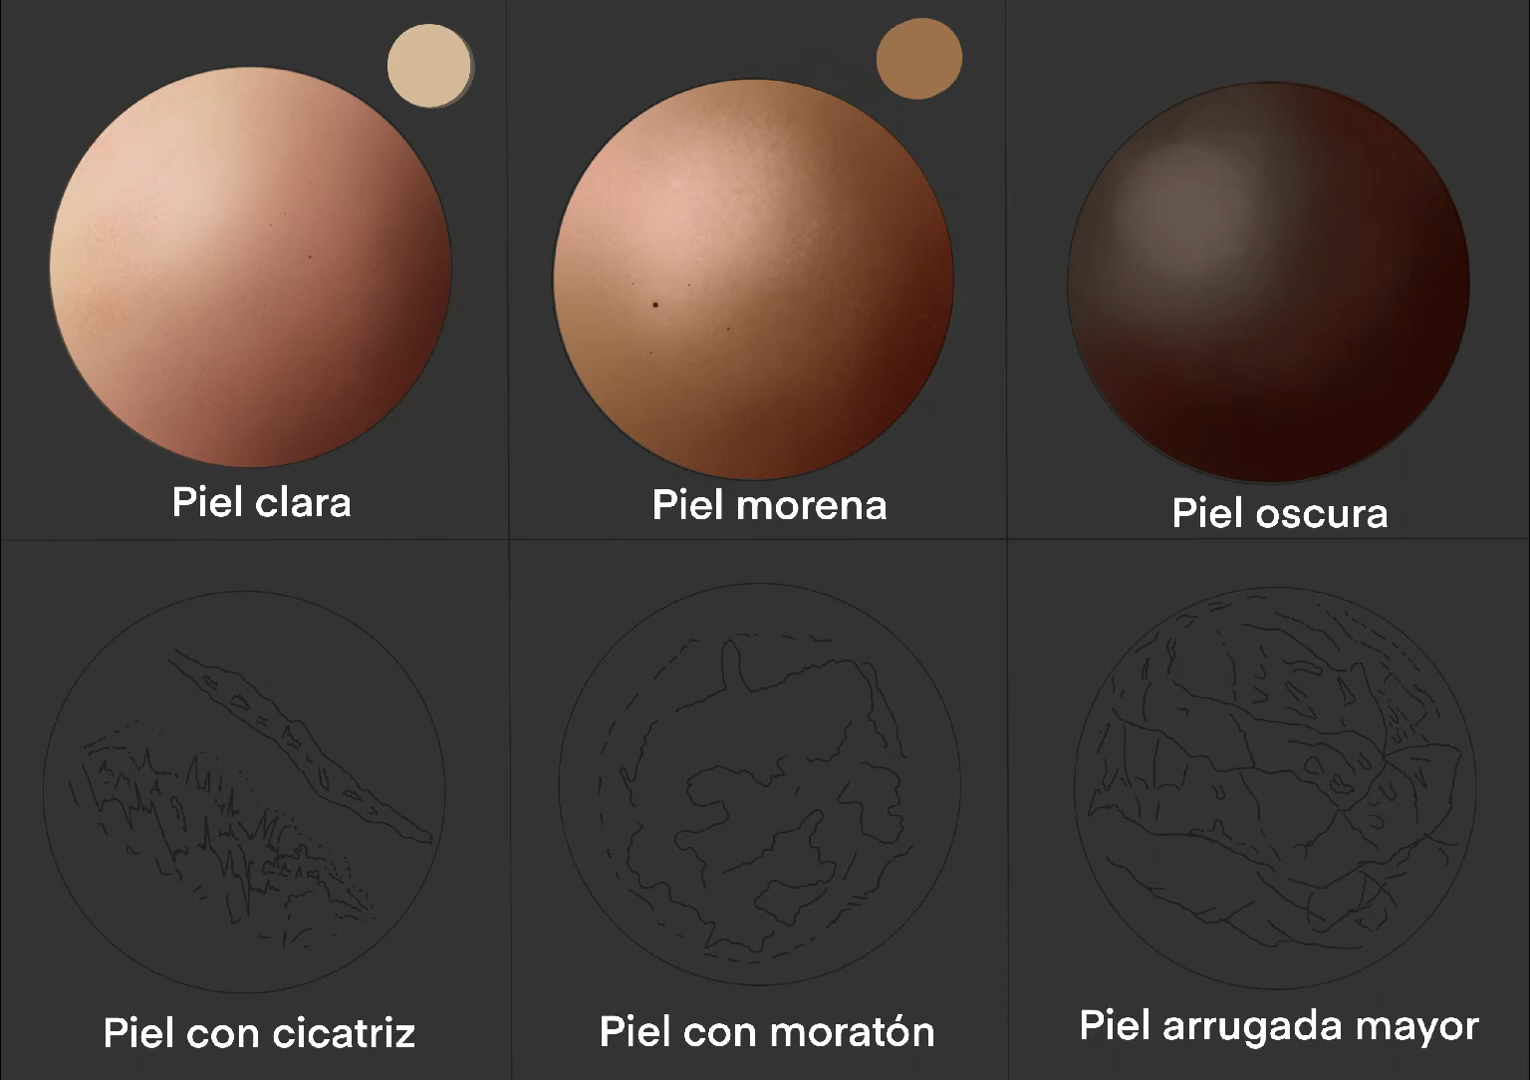 Piel clara
Piel morena
Piel oscura
Piel con cicatriz
Piel con moratón
Piel arrugada mayor